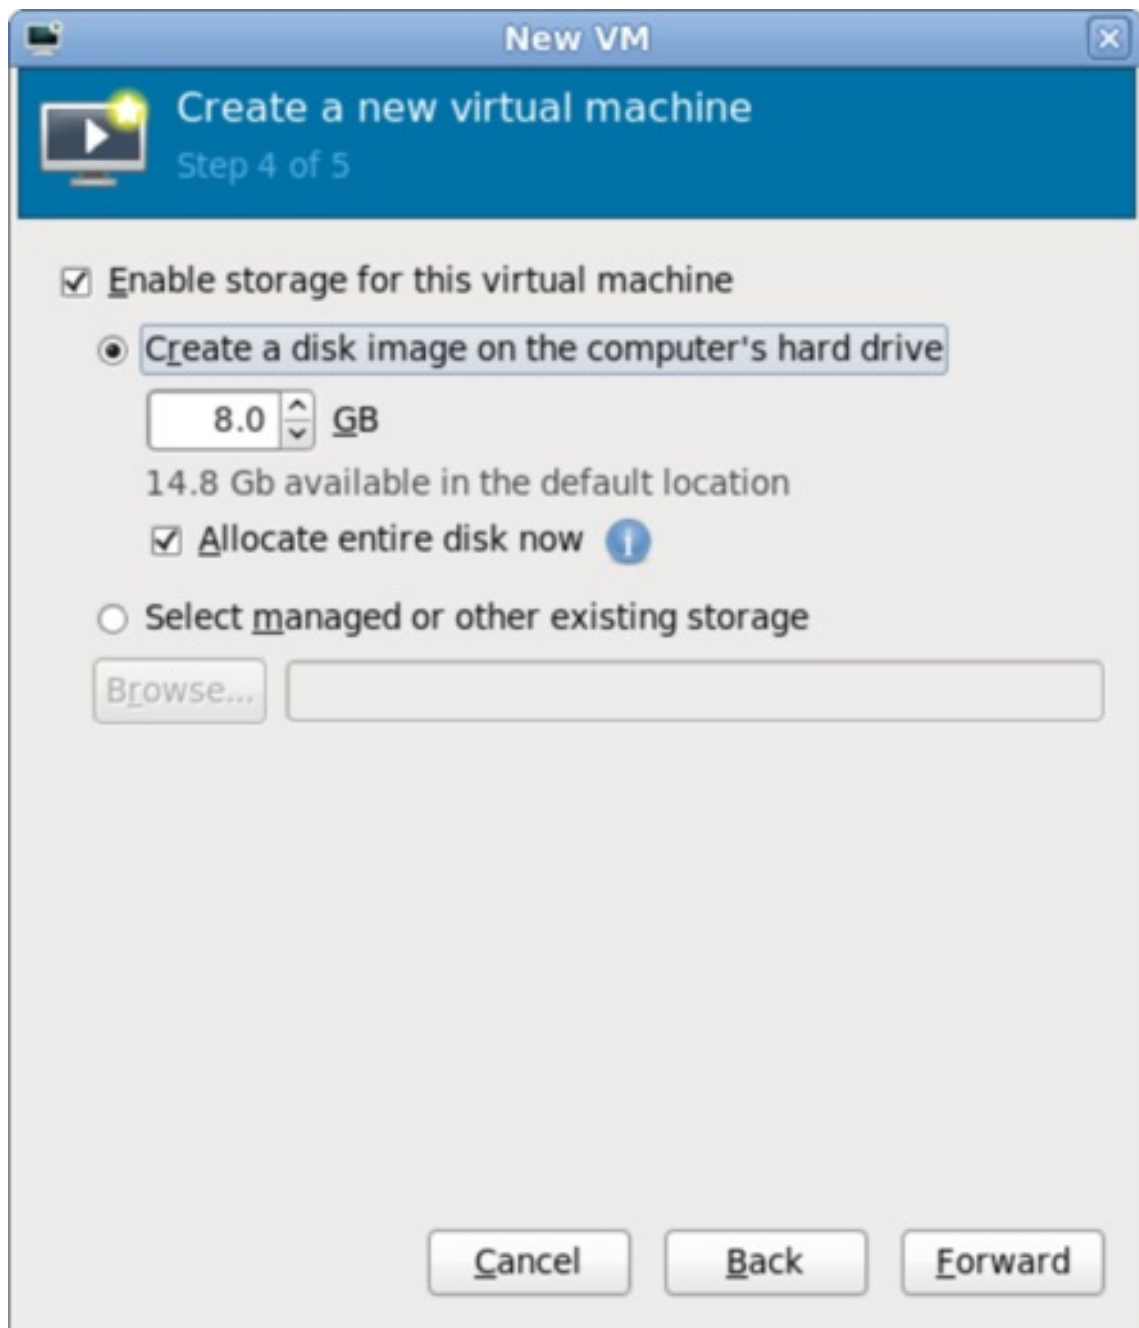 New VM
Create a new virtual machine
Step 4 of 5
Enable storage for this virtual machine
Create a disk image on the computer's hard drive
8.0 GB
14.8 Gb available in the default location
Allocate entire disk now
Select managed or other existing storage
Browse...
Cancel Back Forward